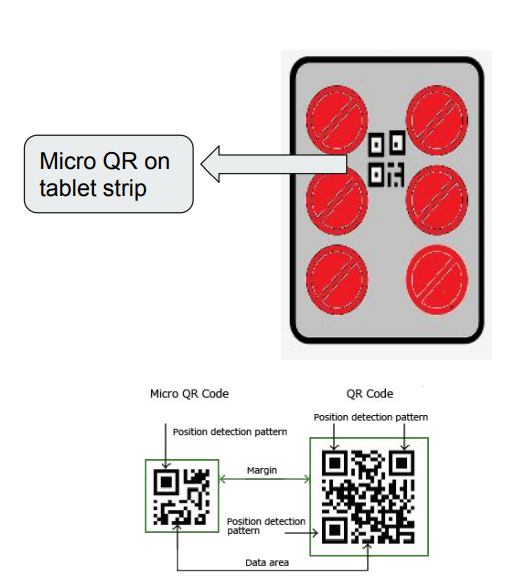 Micro QR on
tablet strip
Micro QR Code
QR Code
Position detection pattern
Position detection pattern
Margin
Position detection
pattern
Data area